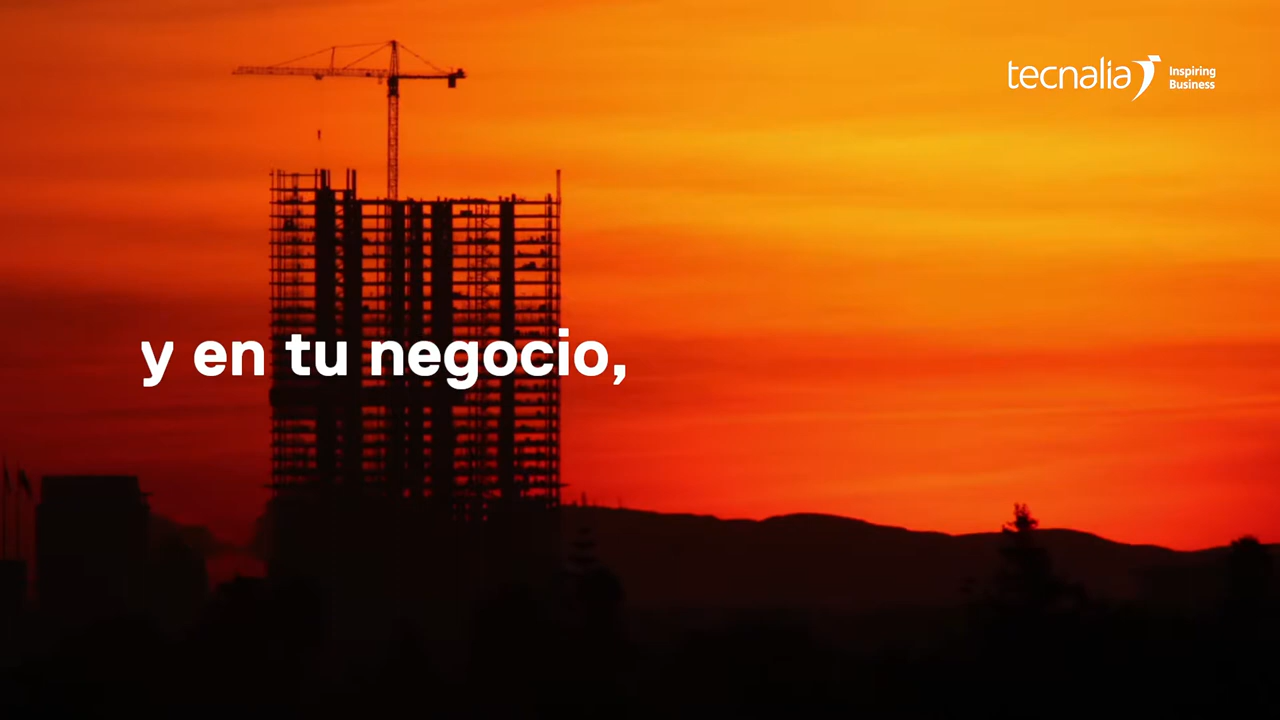 tecnalia
Inspiring
Business
y en tu negocio,